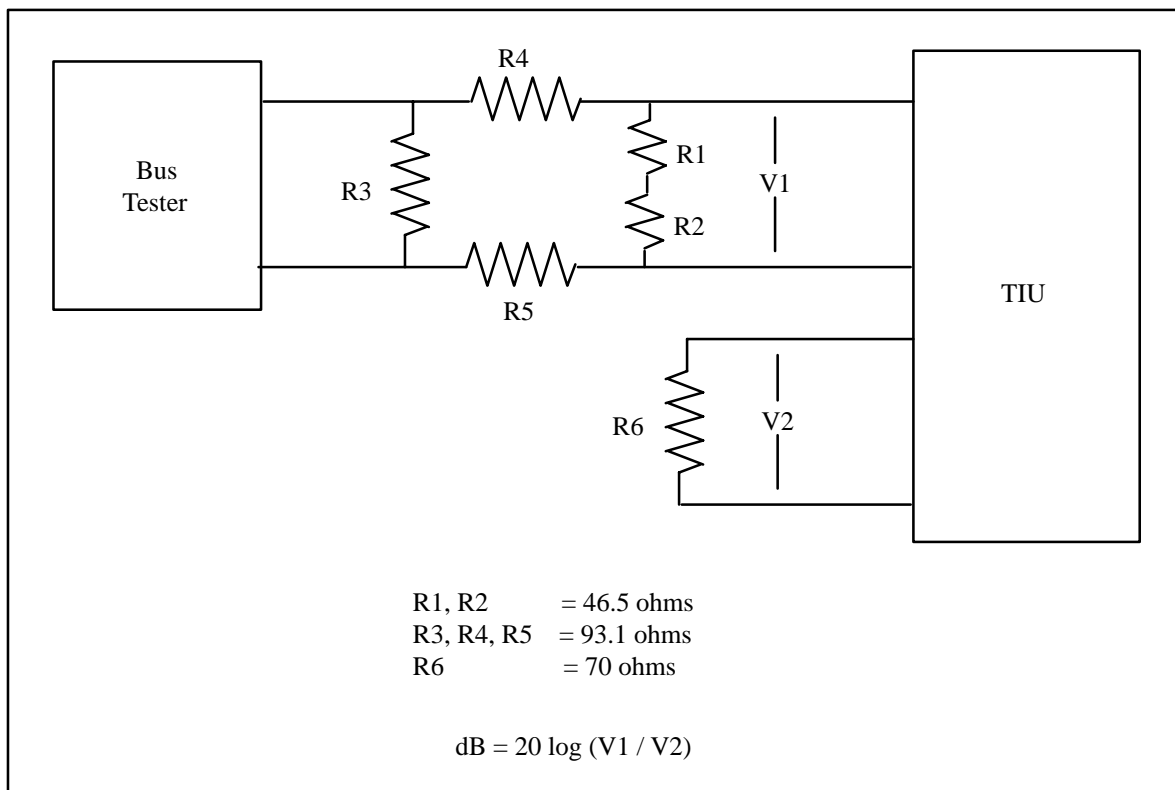 R4
Bus
Tester
R3
R1
R2
V1
R5
TIU
R6
V2
R1, R2 = 46.5 ohms
R3, R4, R5 = 93.1 ohms
R6 = 70 ohms
dB = 20 log (V1 / V2)